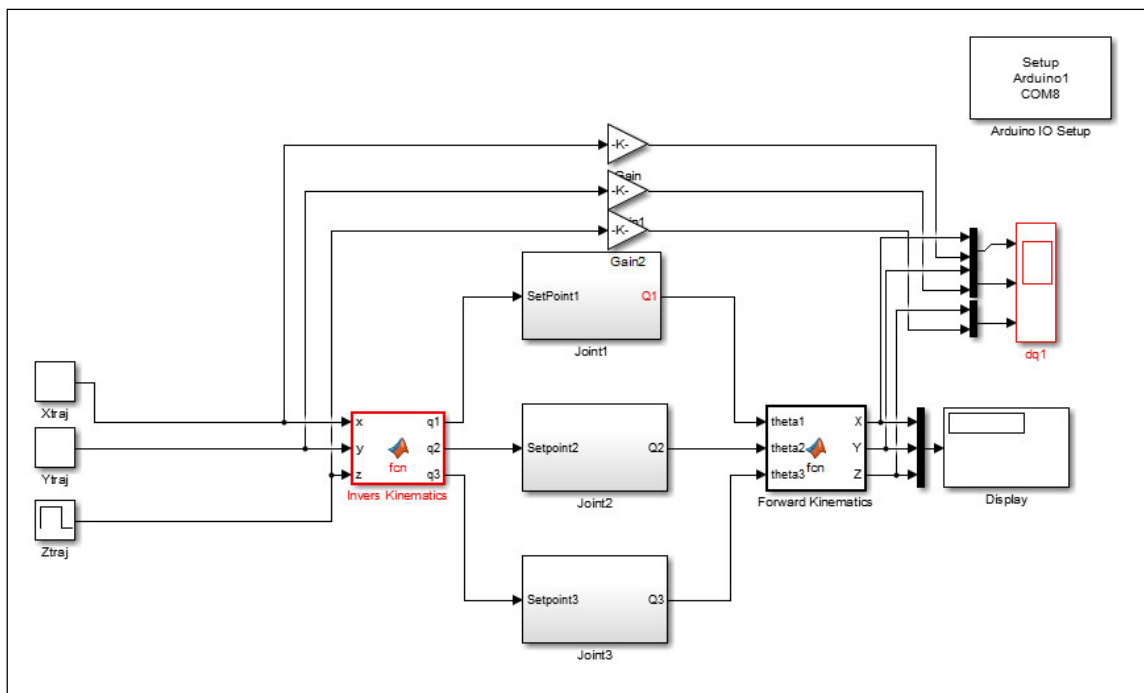 Setup
Arduino1
COM8
Arduino IO Setup
-K-
Gain
-K-
-K-
Gain2
SetPoint1
Q1
Joint1
dq1
Xtraj
Ytraj
Ztraj
x
y
z
q1
q2
q3
fcn
Invers Kinematics
Setpoint2
Q2
Joint2
theta1
theta2
theta3
X
Y
Z
fcn
Forward Kinematics
Display
Setpoint3
Q3
Joint3